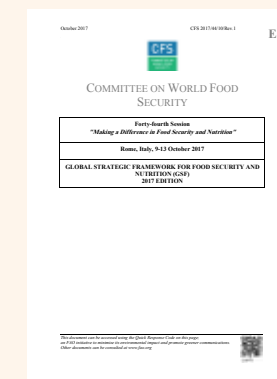 October 2017
CFS 2017/44/10/Rev.1
E
CFS
COMMITTEE ON WORLD FOOD
SECURITY
Forty-fourth Session
"Making a Difference in Food Security and Nutrition"
Rome, Italy, 9-13 October 2017
GLOBAL STRATEGIC FRAMEWORK FOR FOOD SECURITY AND
NUTRITION (GSF)
2017 EDITION
This document can be accessed using the Quick Response Code on this page;
an FAO initiative to minimize its environmental impact and promote greener communications.
Other documents can be consulted at www.fao.org